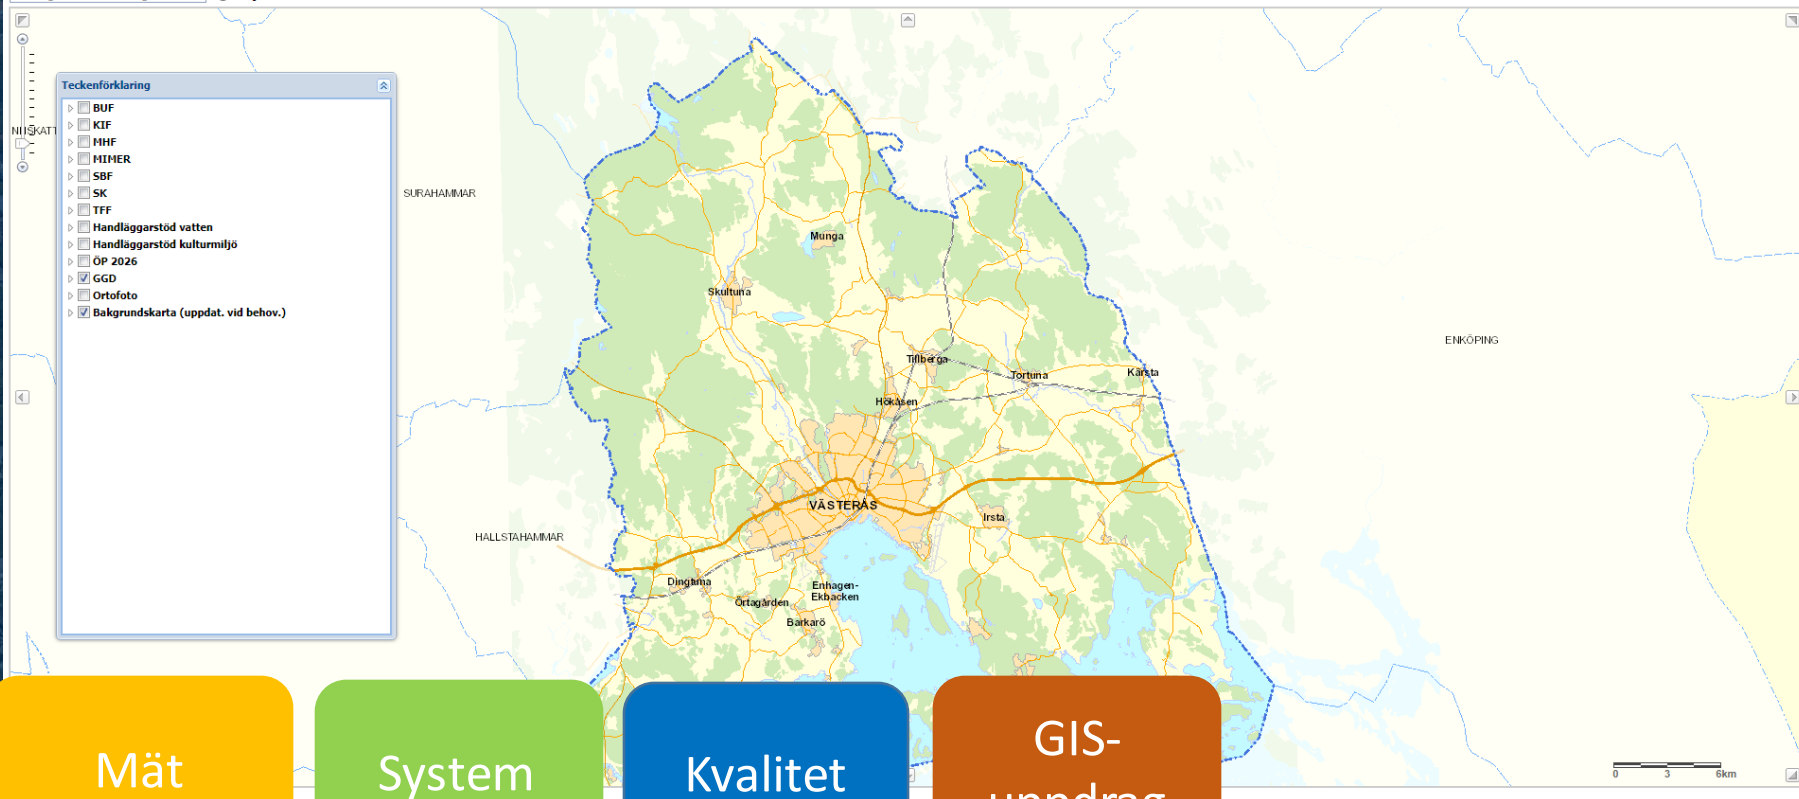 Teckenförklaring
BUF
KIF
MHF
MIMER
SBF
SK
TFF
Handläggarstöd vatten
Handläggarstöd kulturmiljö
ÖP 2026
GGD
Ortofoto
Bakgrundskarta (uppdat. vid behov.)
SURAHAMMAR
Munga
Skultuna
ENKÖPING
Tillberga
Tortuna
Kärsta
Hökåsen
VÄSTERÅS
Irsta
HALLSTAHAMMAR
Dingtuna
Enhagen-
Ekbacken
Örtagården
Barkarö
0 3 6km
Mät
System
Kvalitet
GIS-
uppdrag